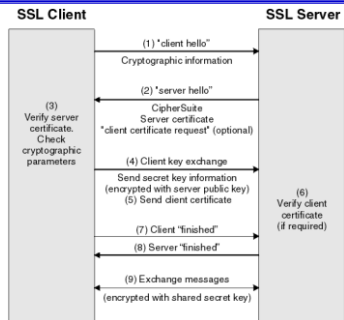 SSL Client
SSL Server
(1) "client hello"
Cryptographic information
(2) "server hello"
CipherSuite
Server certificate
"client certificate request" (optional)
(3)
Verify server
certificate.
Check
cryptographic
parameters
(4) Client key exchange
Send secret key information
(encrypted with server public key)
(5) Send client certificate
(6)
Verify client
certificate
(if required)
(7) Client "finished"
(8) Server "finished"
(9) Exchange messages
(encrypted with shared secret key)